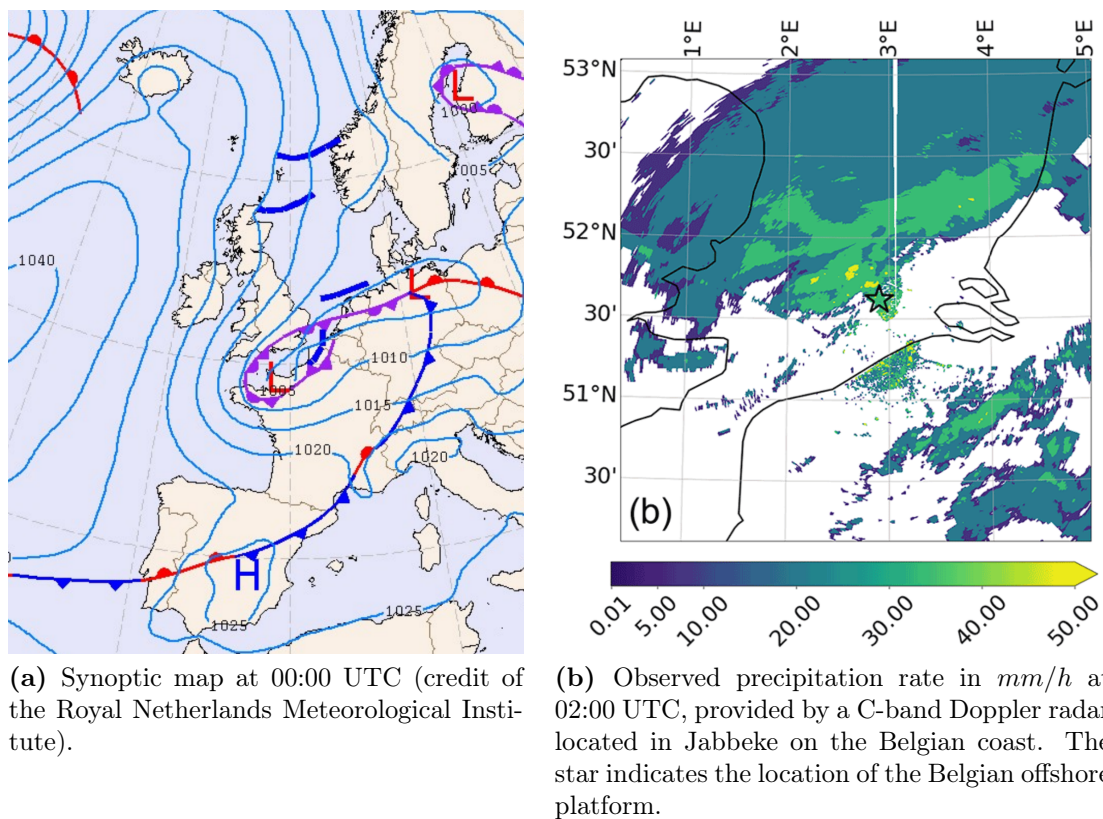 1040
1000
1005
L
L
1010
L
1005
1015
1020
1020
H
1025
1025
1°E
2°E
3°E
4°E
5°E
53°N
30'
52°N
30'
51°N
30'
(b)
0.01
5.00
10.00
20.00
30.00
40.00
50.00
(a) Synoptic map at 00:00 UTC (credit of
the Royal Netherlands Meteorological Insti-
tute).
(b) Observed precipitation rate in mm/h at
02:00 UTC, provided by a C-band Doppler radar
located in Jabbeke on the Belgian coast. The
star indicates the location of the Belgian offshore
platform.